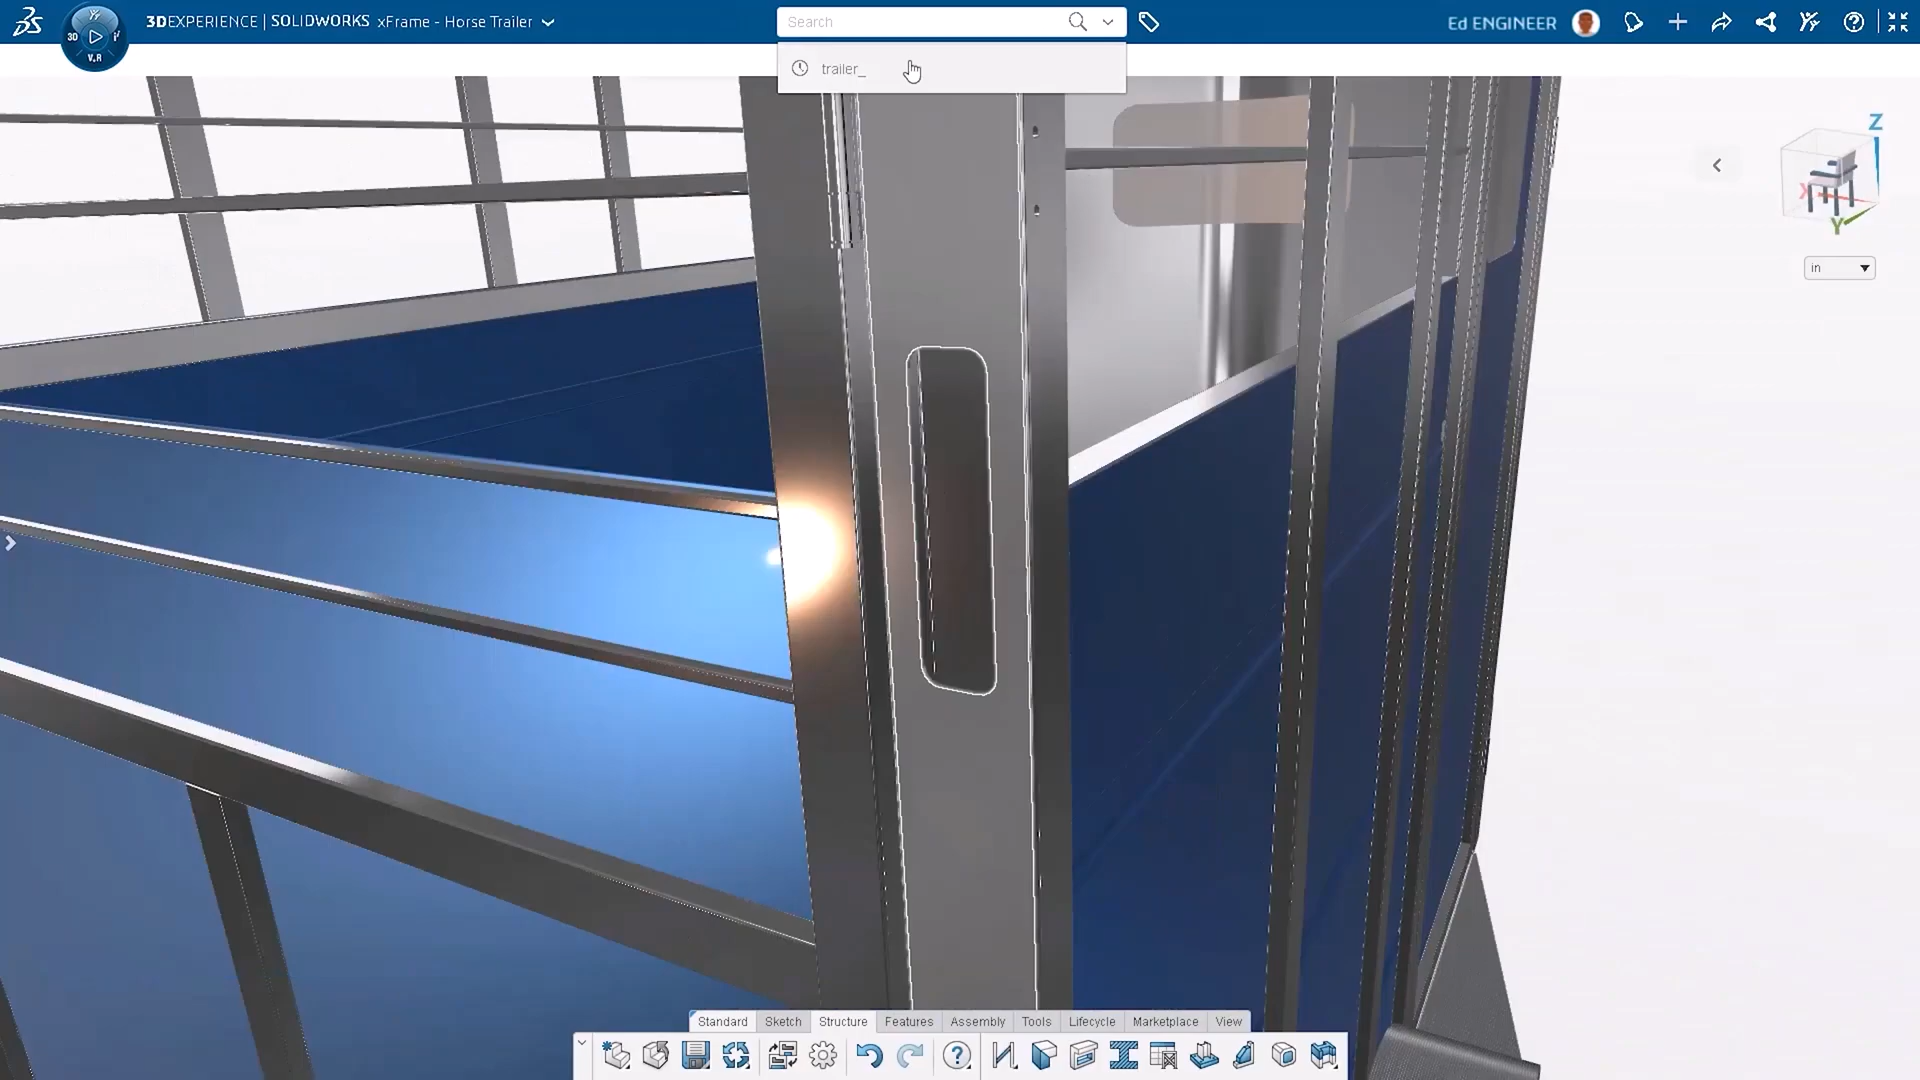 3DEXPERIENCE | SOLIDWORKS xFrame - Horse Trailer
Search
Ed ENGINEER
3D
V.R
trailer_
Z
X
Y
in
Standard Sketch Structure Features Assembly Tools Lifecycle Marketplace View